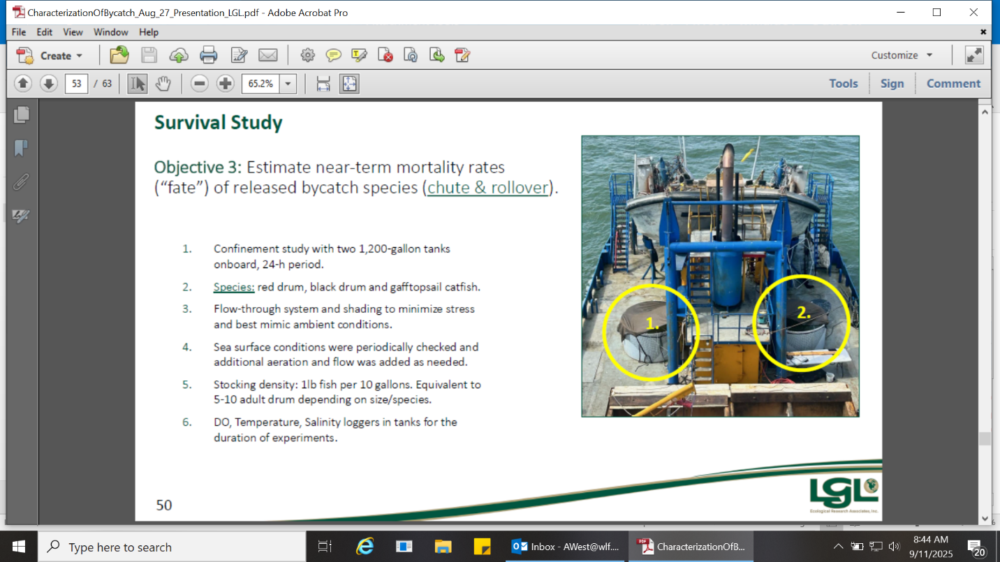 CharacterizationOfBycatch_Aug_27_Presentation_LGL.pdf - Adobe Acrobat Pro
File Edit View Window Help
Create
Customize
53 / 63
65.2%
Tools Sign Comment
Survival Study
Objective 3: Estimate near-term mortality rates
(“fate”) of released bycatch species (chute & rollover).
1. Confinement study with two 1,200-gallon tanks
onboard, 24-h period.
2. Species: red drum, black drum and gafftopsail catfish.
3. Flow-through system and shading to minimize stress
and best mimic ambient conditions.
4. Sea surface conditions were periodically checked and
additional aeration and flow was added as needed.
5. Stocking density: 1lb fish per 10 gallons. Equivalent to
5-10 adult drum depending on size/species.
6. DO, Temperature, Salinity loggers in tanks for the
duration of experiments.
1.
2.
50
LGL
Ecological Research Associates, Inc.
Type here to search
Inbox - AWest@wlf....
CharacterizationOfB...
8:44 AM
9/11/2025
20